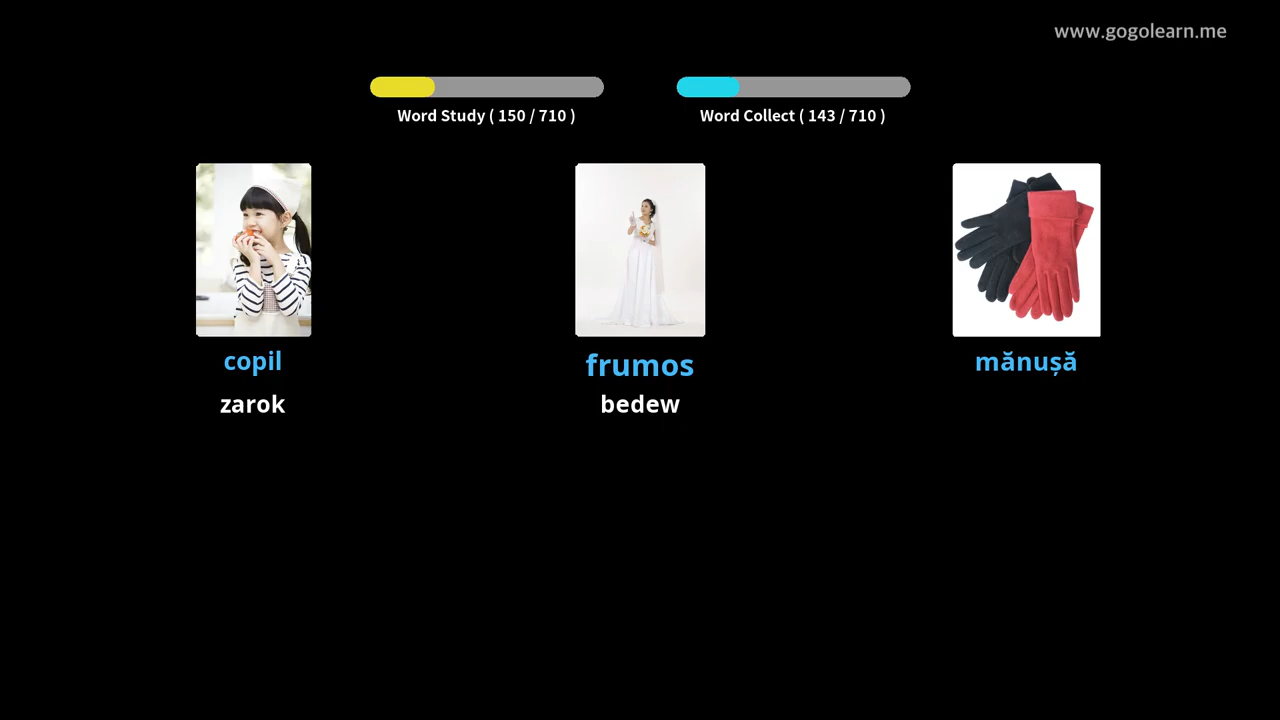 www.gogolearn.me
Word Study ( 150 / 710 )
Word Collect ( 143 / 710 )
copil
frumos
mănușă
zarok
bedew